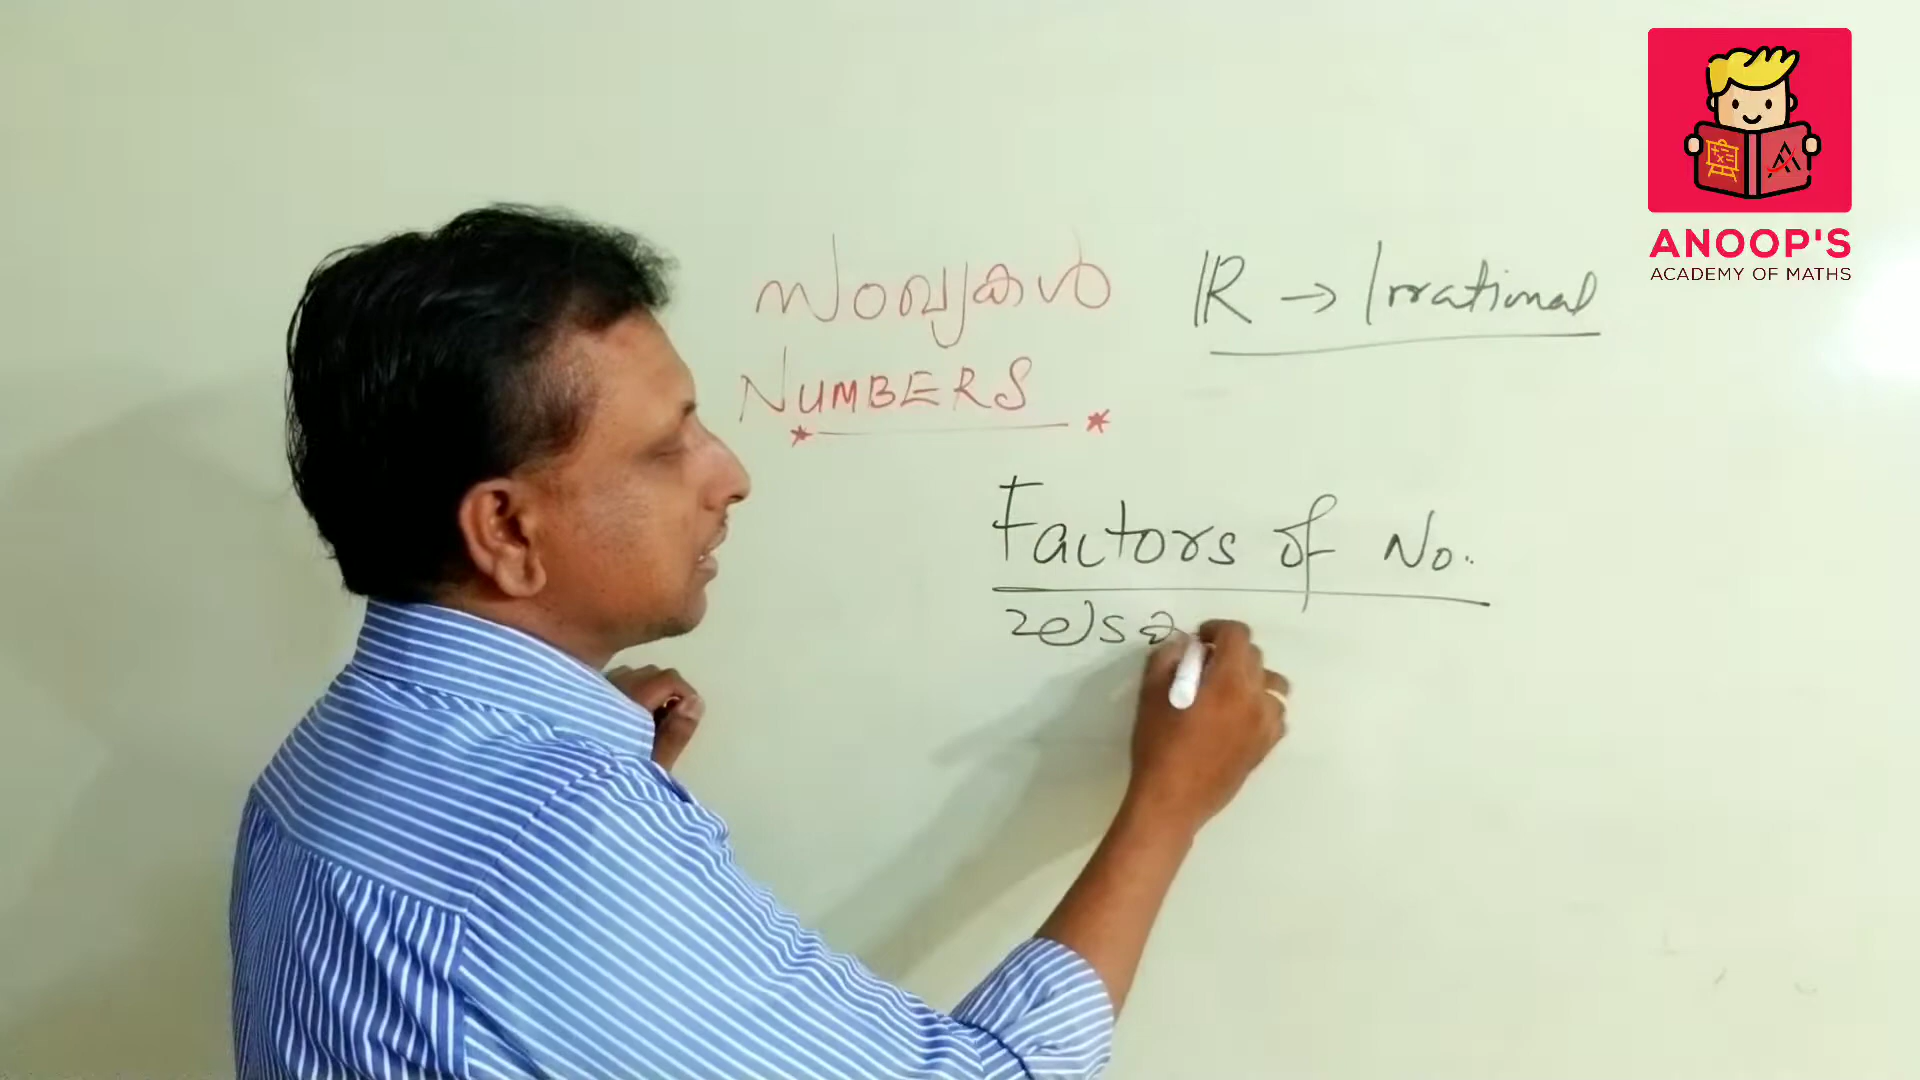 സംഖ്യകൾ
NUMBERS
IR → Irrational
Factors of No.
ANOOP'S
ACADEMY OF MATHS